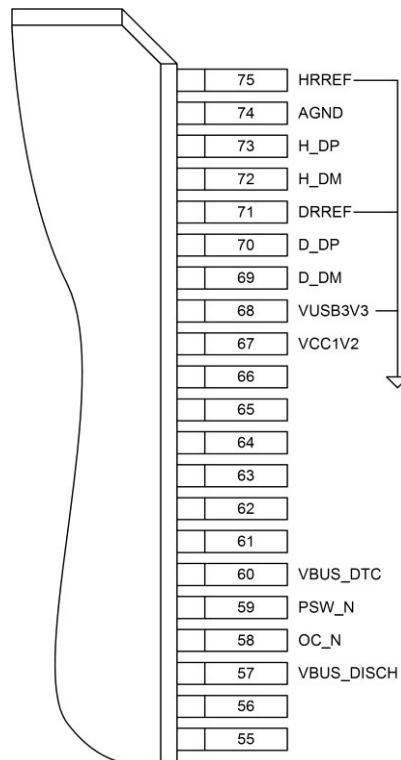 75 HRREF
74 AGND
73 H_DP
72 H_DM
71 DRREF
70 D_DP
69 D_DM
68 VUSB3V3
67 VCC1V2
66
65
64
63
62
61
60 VBUS_DTC
59 PSW_N
58 OC_N
57 VBUS_DISCH
56
55